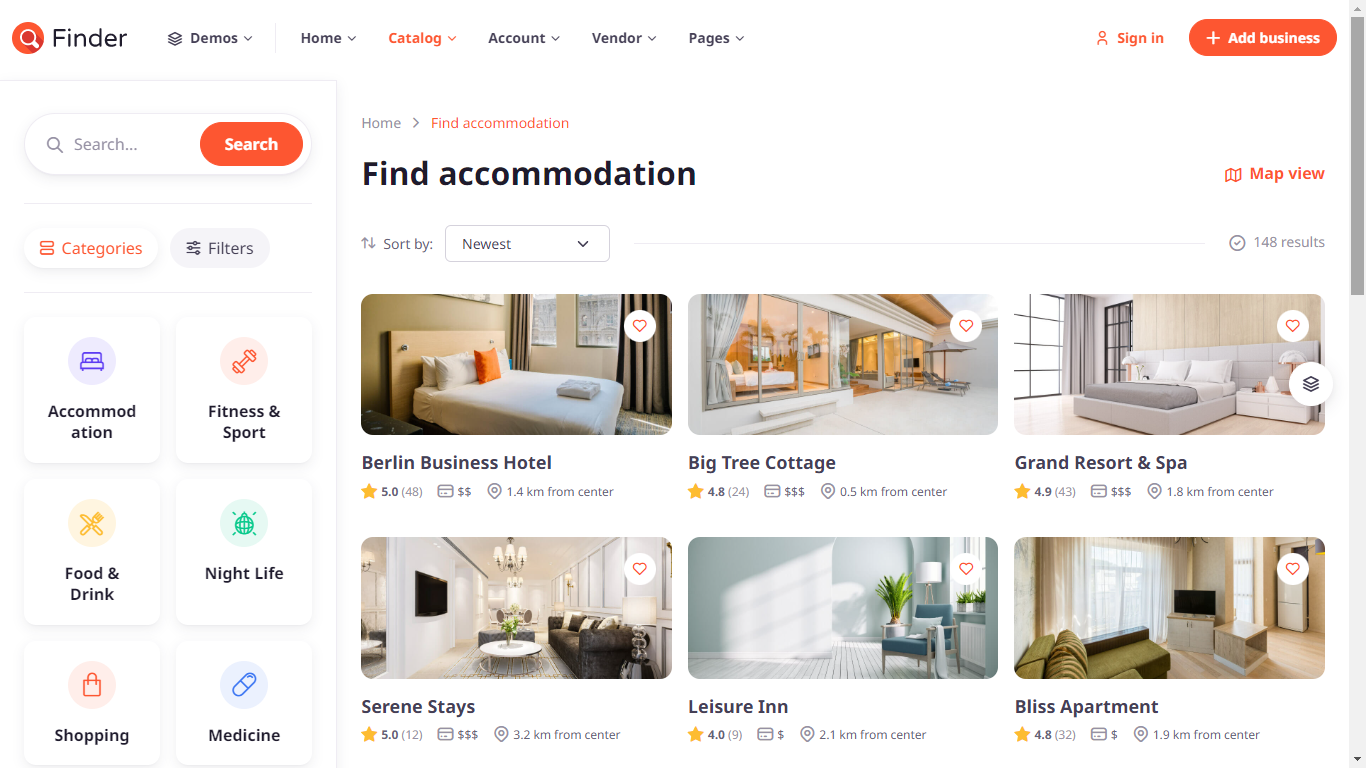 Finder
Demos
Home
Catalog
Account
Vendor
Pages
Sign in
Add business
Search...
Search
Categories
Filters
Accommod
ation
Fitness &
Sport
Food &
Drink
Night Life
Shopping
Medicine
Home > Find accommodation
Find accommodation
Map view
Sort by:
Newest
148 results
Berlin Business Hotel
5.0 (48) $$ 1.4 km from center
Big Tree Cottage
4.8 (24) $$$ 0.5 km from center
Grand Resort & Spa
4.9 (43) $$$ 1.8 km from center
Serene Stays
5.0 (12) $$$ 3.2 km from center
Leisure Inn
4.0 (9) $ 2.1 km from center
Bliss Apartment
4.8 (32) $ 1.9 km from center